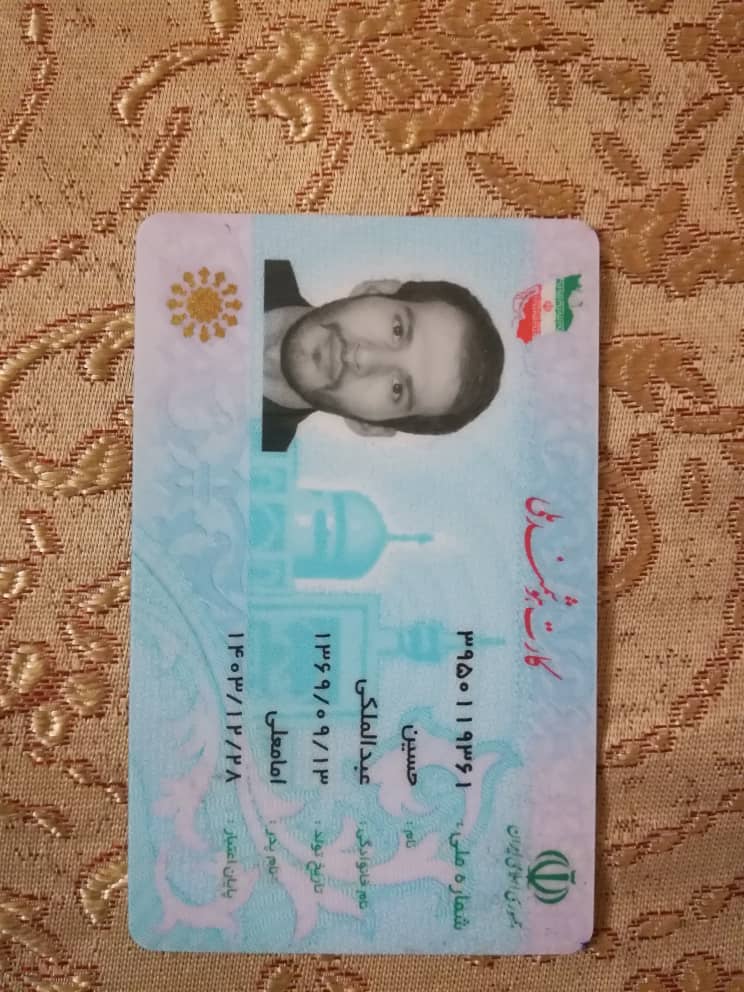 کارت هوشمند ملی
جمهوری اسلامی ایران
شماره ملی: ۳۹۵۰۱۱۹۳۶۱
نام: حسین
نام خانوادگی: عبدالملکی
تاریخ تولد: ۱۳۶۹/۰۹/۱۳
نام پدر: امامعلی
پایان اعتبار: ۱۴۰۳/۱۲/۲۸